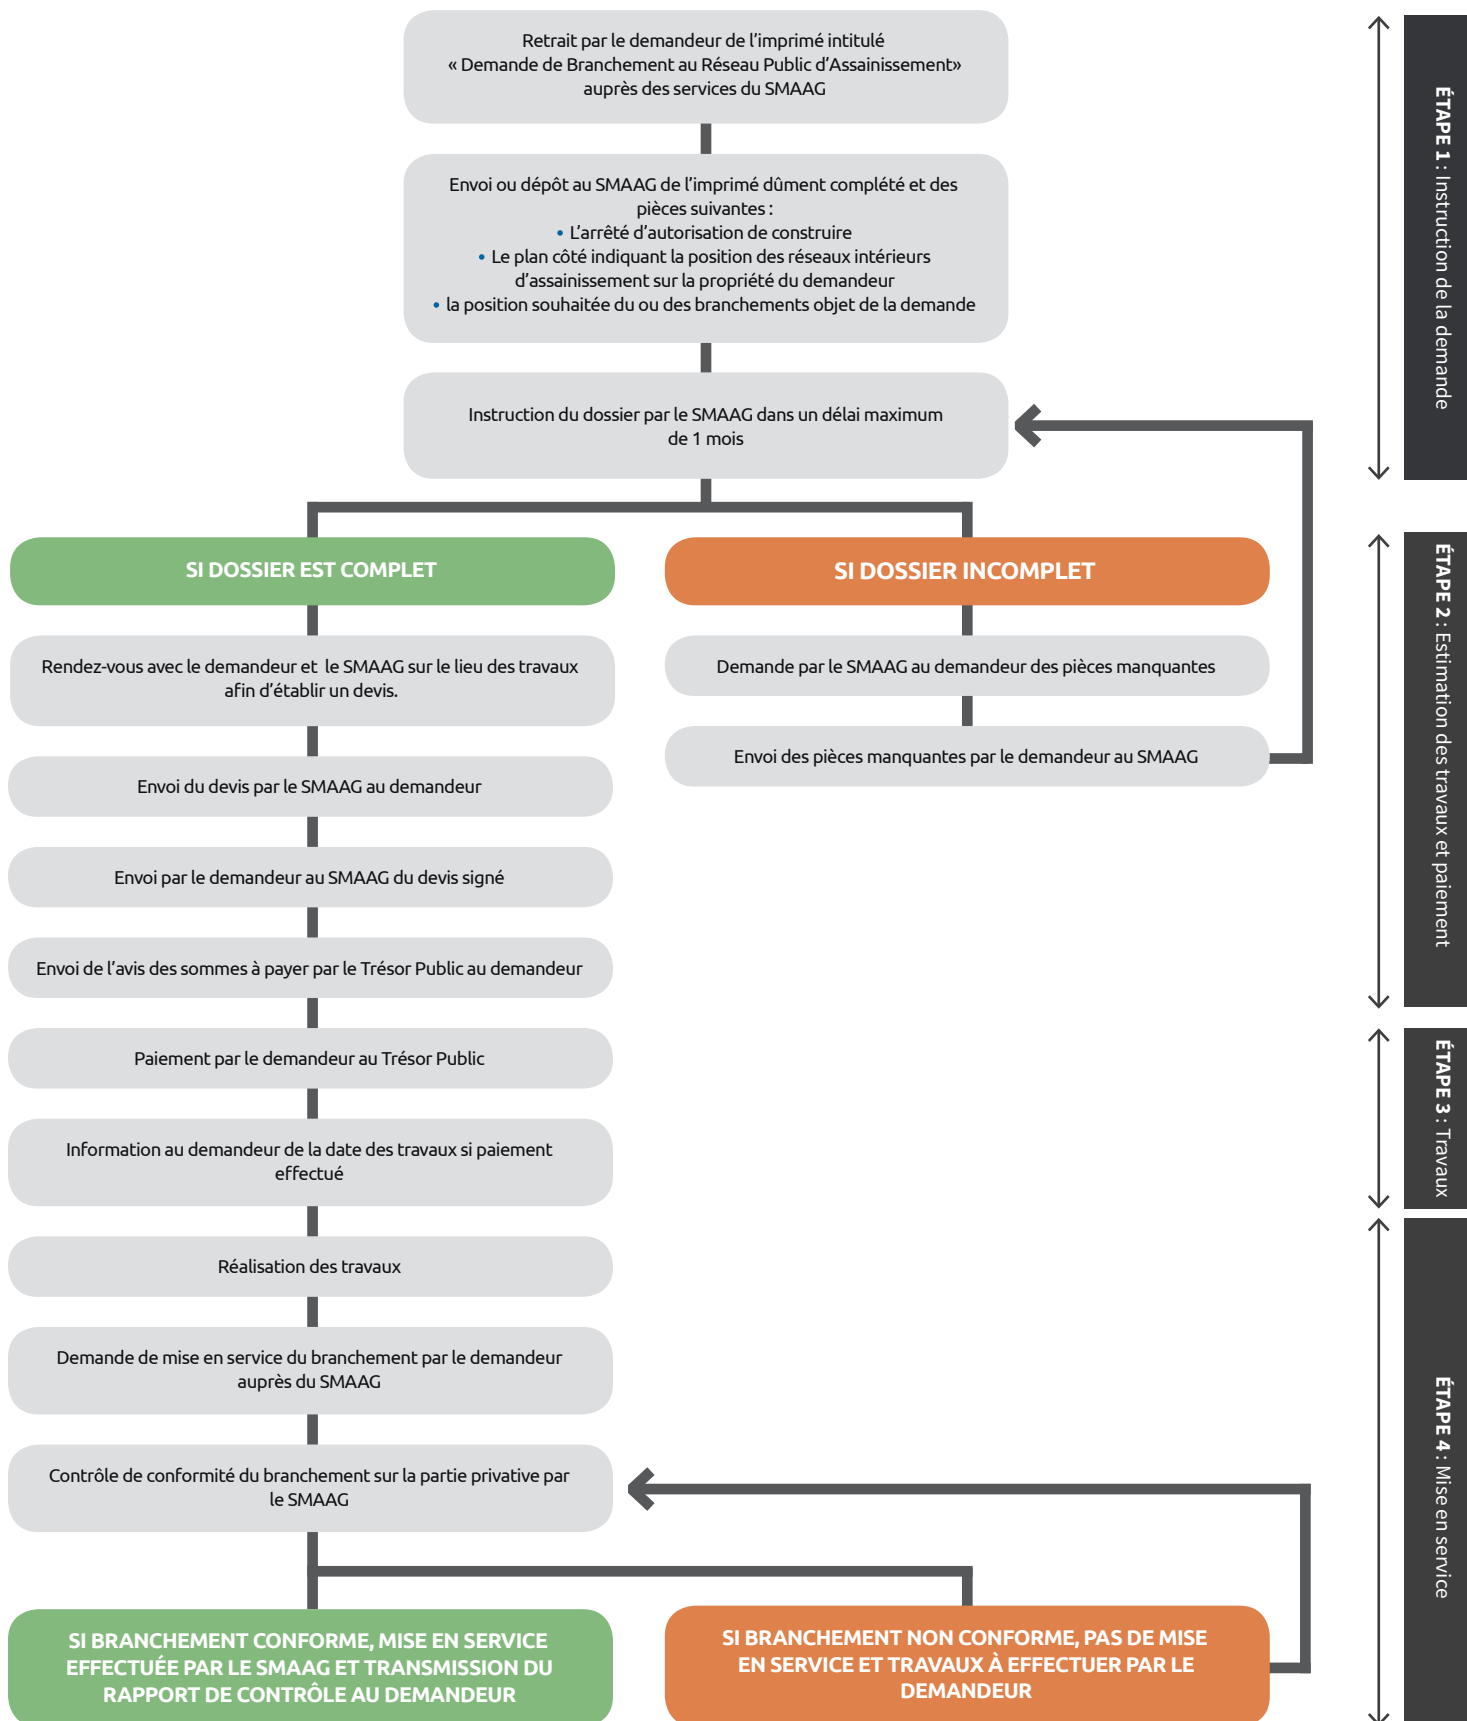 Retrait par le demandeur de l’imprimé intitulé
« Demande de Branchement au Réseau Public d’Assainissement»
auprès des services du SMAAG
Envoi ou dépôt au SMAAG de l’imprimé dûment complété et des
pièces suivantes :
• L’arrêté d’autorisation de construire
• Le plan côté indiquant la position des réseaux intérieurs
d’assainissement sur la propriété du demandeur
• la position souhaitée du ou des branchements objet de la demande
Instruction du dossier par le SMAAG dans un délai maximum
de 1 mois
ÉTAPE 1 : Instruction de la demande
SI DOSSIER EST COMPLET
SI DOSSIER INCOMPLET
Rendez-vous avec le demandeur et le SMAAG sur le lieu des travaux
afin d’établir un devis.
Demande par le SMAAG au demandeur des pièces manquantes
Envoi des pièces manquantes par le demandeur au SMAAG
Envoi du devis par le SMAAG au demandeur
Envoi par le demandeur au SMAAG du devis signé
Envoi de l’avis des sommes à payer par le Trésor Public au demandeur
ÉTAPE 2 : Estimation des travaux et paiement
Paiement par le demandeur au Trésor Public
Information au demandeur de la date des travaux si paiement
effectué
ÉTAPE 3 : Travaux
Réalisation des travaux
Demande de mise en service du branchement par le demandeur
auprès du SMAAG
Contrôle de conformité du branchement sur la partie privative par
le SMAAG
ÉTAPE 4 : Mise en service
SI BRANCHEMENT CONFORME, MISE EN SERVICE
EFFECTUÉE PAR LE SMAAG ET TRANSMISSION DU
RAPPORT DE CONTRÔLE AU DEMANDEUR
SI BRANCHEMENT NON CONFORME, PAS DE MISE
EN SERVICE ET TRAVAUX À EFFECTUER PAR LE
DEMANDEUR